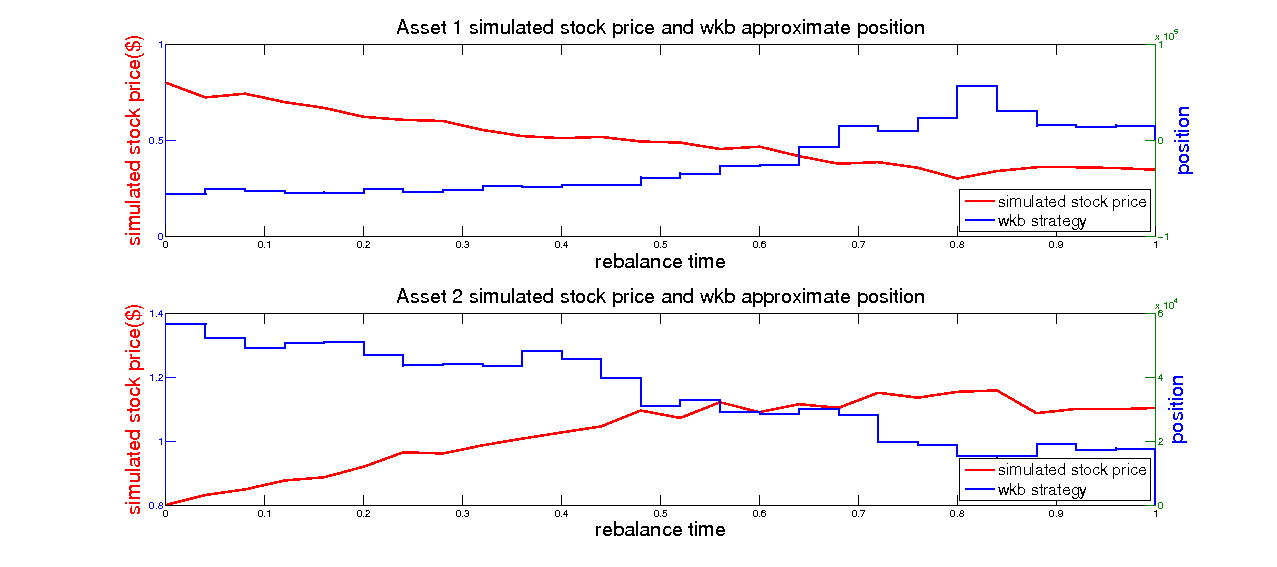 Asset 1 simulated stock price and wkb approximate position
x 10^5
1
1
simulated stock price($)
0.5
0
position
simulated stock price
wkb strategy
0
-1
0 0.1 0.2 0.3 0.4 0.5 0.6 0.7 0.8 0.9 1
rebalance time
Asset 2 simulated stock price and wkb approximate position
x 10^4
1.4
6
simulated stock price($)
1.2
4
position
1
2
simulated stock price
wkb strategy
0.8
0
0 0.1 0.2 0.3 0.4 0.5 0.6 0.7 0.8 0.9 1
rebalance time